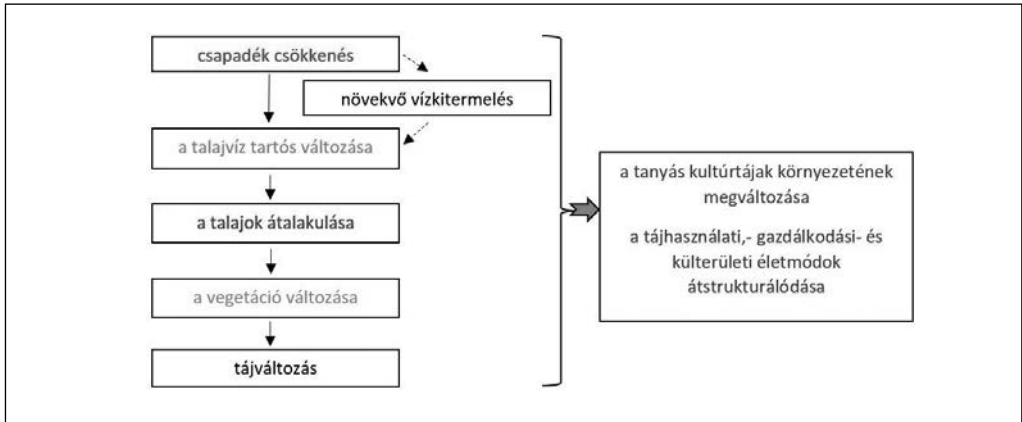 csapadék csökkenés
növekvő vízkitermelés
a talajvíz tartós változása
a talajok átalakulása
a vegetáció változása
tájváltozás
a tanyás kultúrtájak környezetének
megváltozása
a tájhasználati,- gazdálkodási- és
külterületi életmódok
átstrukturálódása